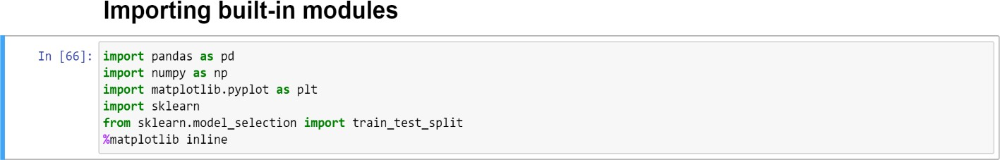 Importing built-in modules
In [66]: import pandas as pd
import numpy as np
import matplotlib.pyplot as plt
import sklearn
from sklearn.model_selection import train_test_split
%matplotlib inline